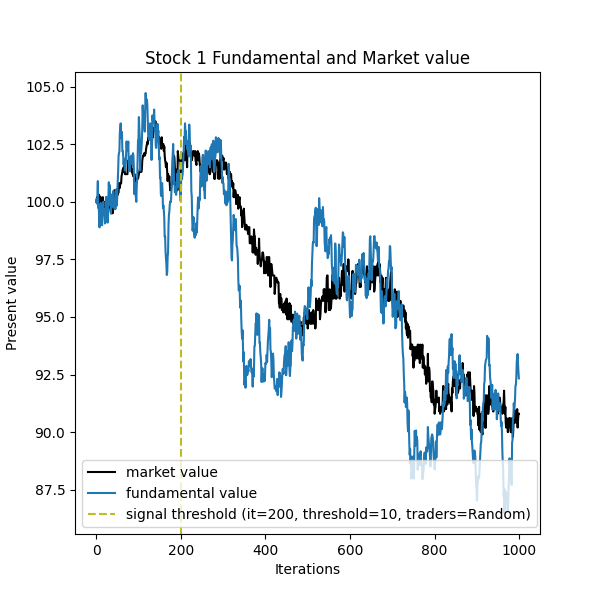 Stock 1 Fundamental and Market value
105.0
102.5
100.0
97.5
95.0
92.5
90.0
87.5
Present value
market value
fundamental value
signal threshold (it=200, threshold=10, traders=Random)
0 200 400 600 800 1000
Iterations